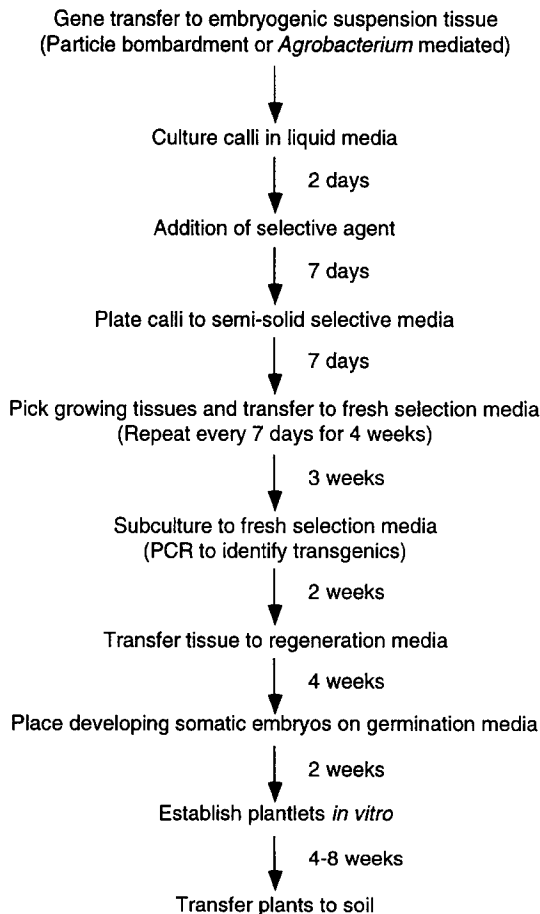 Gene transfer to embryogenic suspension tissue
(Particle bombardment or Agrobacterium mediated)
Culture calli in liquid media
2 days
Addition of selective agent
7 days
Plate calli to semi-solid selective media
7 days
Pick growing tissues and transfer to fresh selection media
(Repeat every 7 days for 4 weeks)
3 weeks
Subculture to fresh selection media
(PCR to identify transgenics)
2 weeks
Transfer tissue to regeneration media
4 weeks
Place developing somatic embryos on germination media
2 weeks
Establish plantlets in vitro
4-8 weeks
Transfer plants to soil